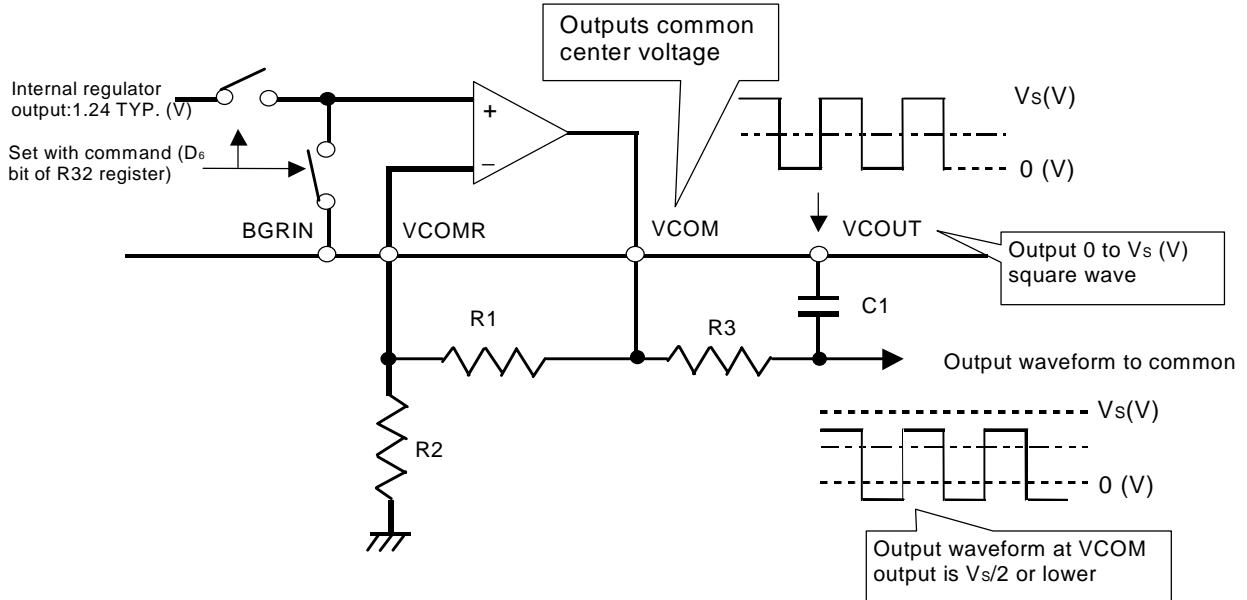 Outputs common
center voltage
Internal regulator
output:1.24 TYP. (V)
Set with command (D6
bit of R32 register)
+
−
Vs(V)
0 (V)
BGRIN
VCOMR
VCOM
VCOUT
Output 0 to Vs (V)
square wave
R1
R3
C1
Output waveform to common
R2
Vs(V)
0 (V)
Output waveform at VCOM
output is Vs/2 or lower